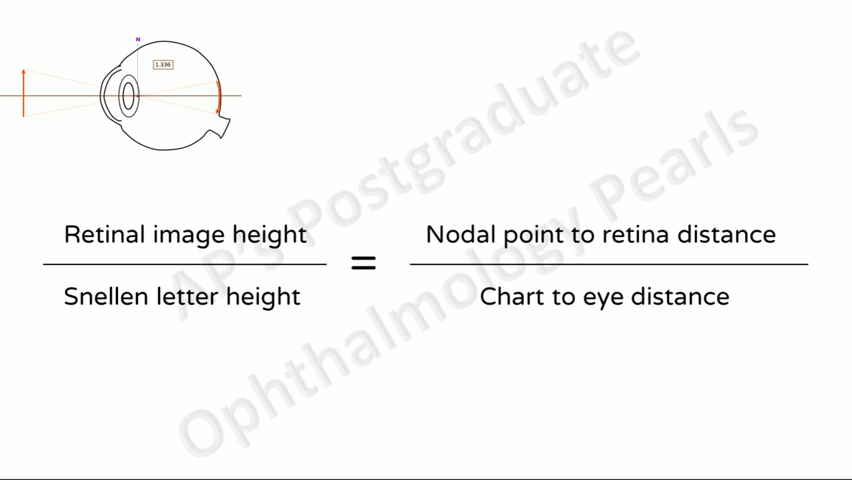 N
1.336
AP's Postgraduate
Ophthalmology Pearls
Retinal image height
Snellen letter height
=
Nodal point to retina distance
Chart to eye distance